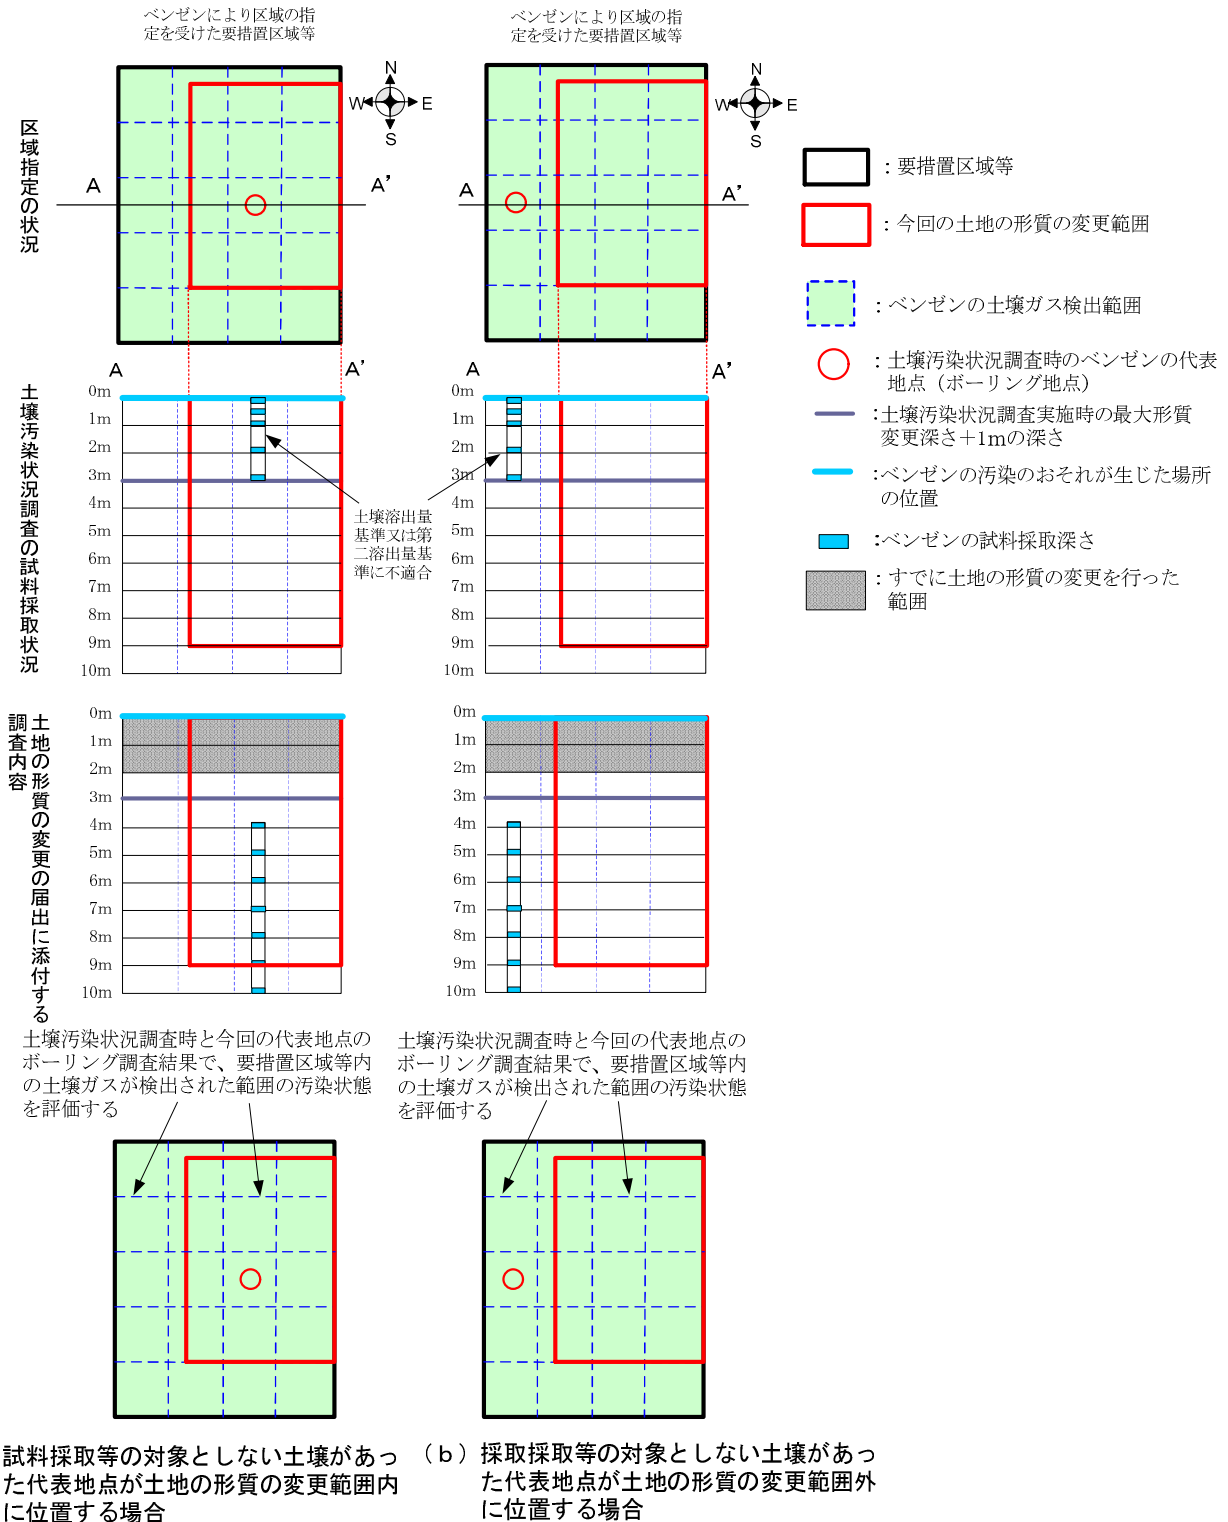 ベンゼンにより区域の指
定を受けた要措置区域等
ベンゼンにより区域の指
定を受けた要措置区域等
区域指定の状況
N
W
E
S
A
A’
N
W
E
S
A
A’
：要措置区域等
：今回の土地の形質の変更範囲
：ベンゼンの土壌ガス検出範囲
：土壌汚染状況調査時のベンゼンの代表
地点（ボーリング地点）
：土壌汚染状況調査実施時の最大形質
変更深さ＋1mの深さ
：ベンゼンの汚染のおそれが生じた場所
の位置
：ベンゼンの試料採取深さ
：すでに土地の形質の変更を行った
範囲
土壌汚染状況調査の試料採取状況
A
A’
0m
1m
2m
3m
4m
5m
6m
7m
8m
9m
10m
土壌溶出量
基準又は第
二溶出量基
準に不適合
A
A’
0m
1m
2m
3m
4m
5m
6m
7m
8m
9m
10m
土地の形質の変更の届出に添付する
調査内容
0m
1m
2m
3m
4m
5m
6m
7m
8m
9m
10m
0m
1m
2m
3m
4m
5m
6m
7m
8m
9m
10m
土壌汚染状況調査時と今回の代表地点の
ボーリング調査結果で、要措置区域等内
の土壌ガスが検出された範囲の汚染状態
を評価する
土壌汚染状況調査時と今回の代表地点の
ボーリング調査結果で、要措置区域等内
の土壌ガスが検出された範囲の汚染状態
を評価する
試料採取等の対象としない土壌があっ
た代表地点が土地の形質の変更範囲内
に位置する場合
（b）採取採取等の対象としない土壌があっ
た代表地点が土地の形質の変更範囲外
に位置する場合